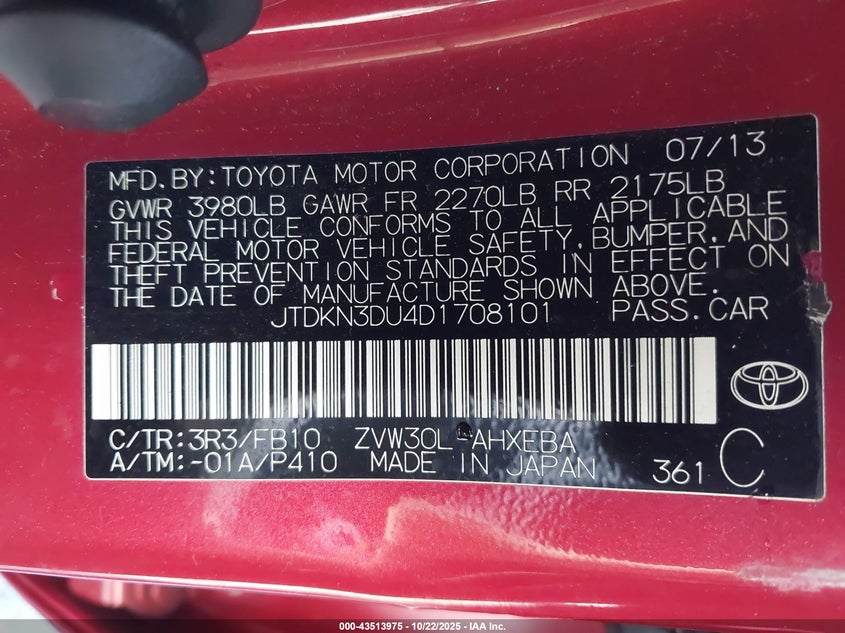 MFD.BY:TOYOTA MOTOR CORPORATION 07/13
GVWR 3980LB GAWR FR 2270LB RR 2175LB
THIS VEHICLE CONFORMS TO ALL APPLICABLE
FEDERAL MOTOR VEHICLE SAFETY,BUMPER,AND
THEFT PREVENTION STANDARDS IN EFFECT ON
THE DATE OF MANUFACTURE SHOWN ABOVE.
JTDKN3DU4D1708101 PASS.CAR
C/TR:3R3/FB10 ZVW30L-AHXEBA
A/TM:-01A/P410 MADE IN JAPAN 361 C
000-43513975 - 10/22/2025 - IAA Inc.